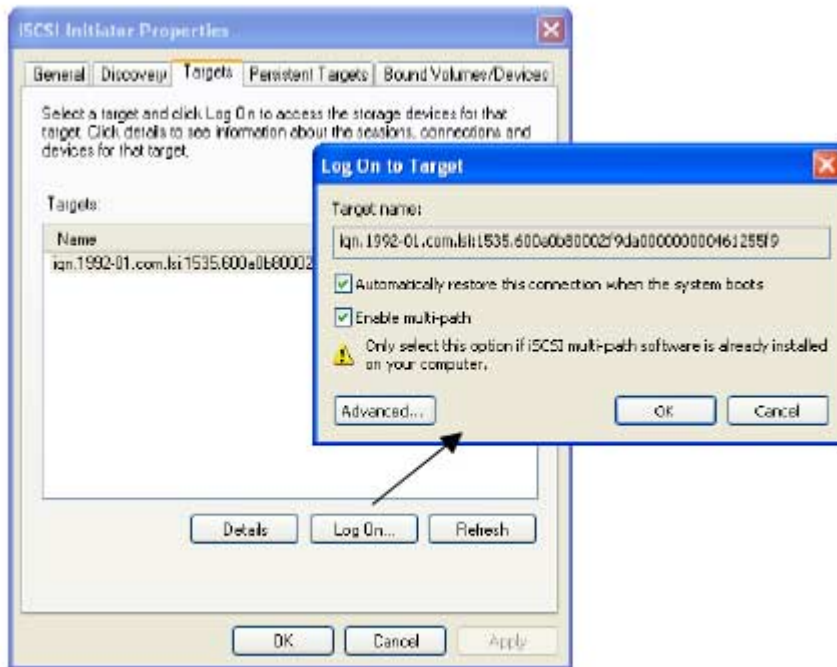 iSCSI Initiator Properties
General Discovery Targets Persistent Targets Bound Volumes/Devices
Select a target and click Log On to access the storage devices for that
target. Click details to see information about the sessions, connections and
devices for that target.
Targets:
Name
iqn.1992-01.com.lsi:1535.600a0b80002
Log On to Target
Target name:
iqn.1992-01.com.lsi:1535.600a0b80002f9da00000000461255f9
Automatically restore this connection when the system boots
Enable multi-path
Only select this option if iSCSI multi-path software is already installed
on your computer.
Advanced... OK Cancel
Details Log On... Refresh
OK Cancel Apply